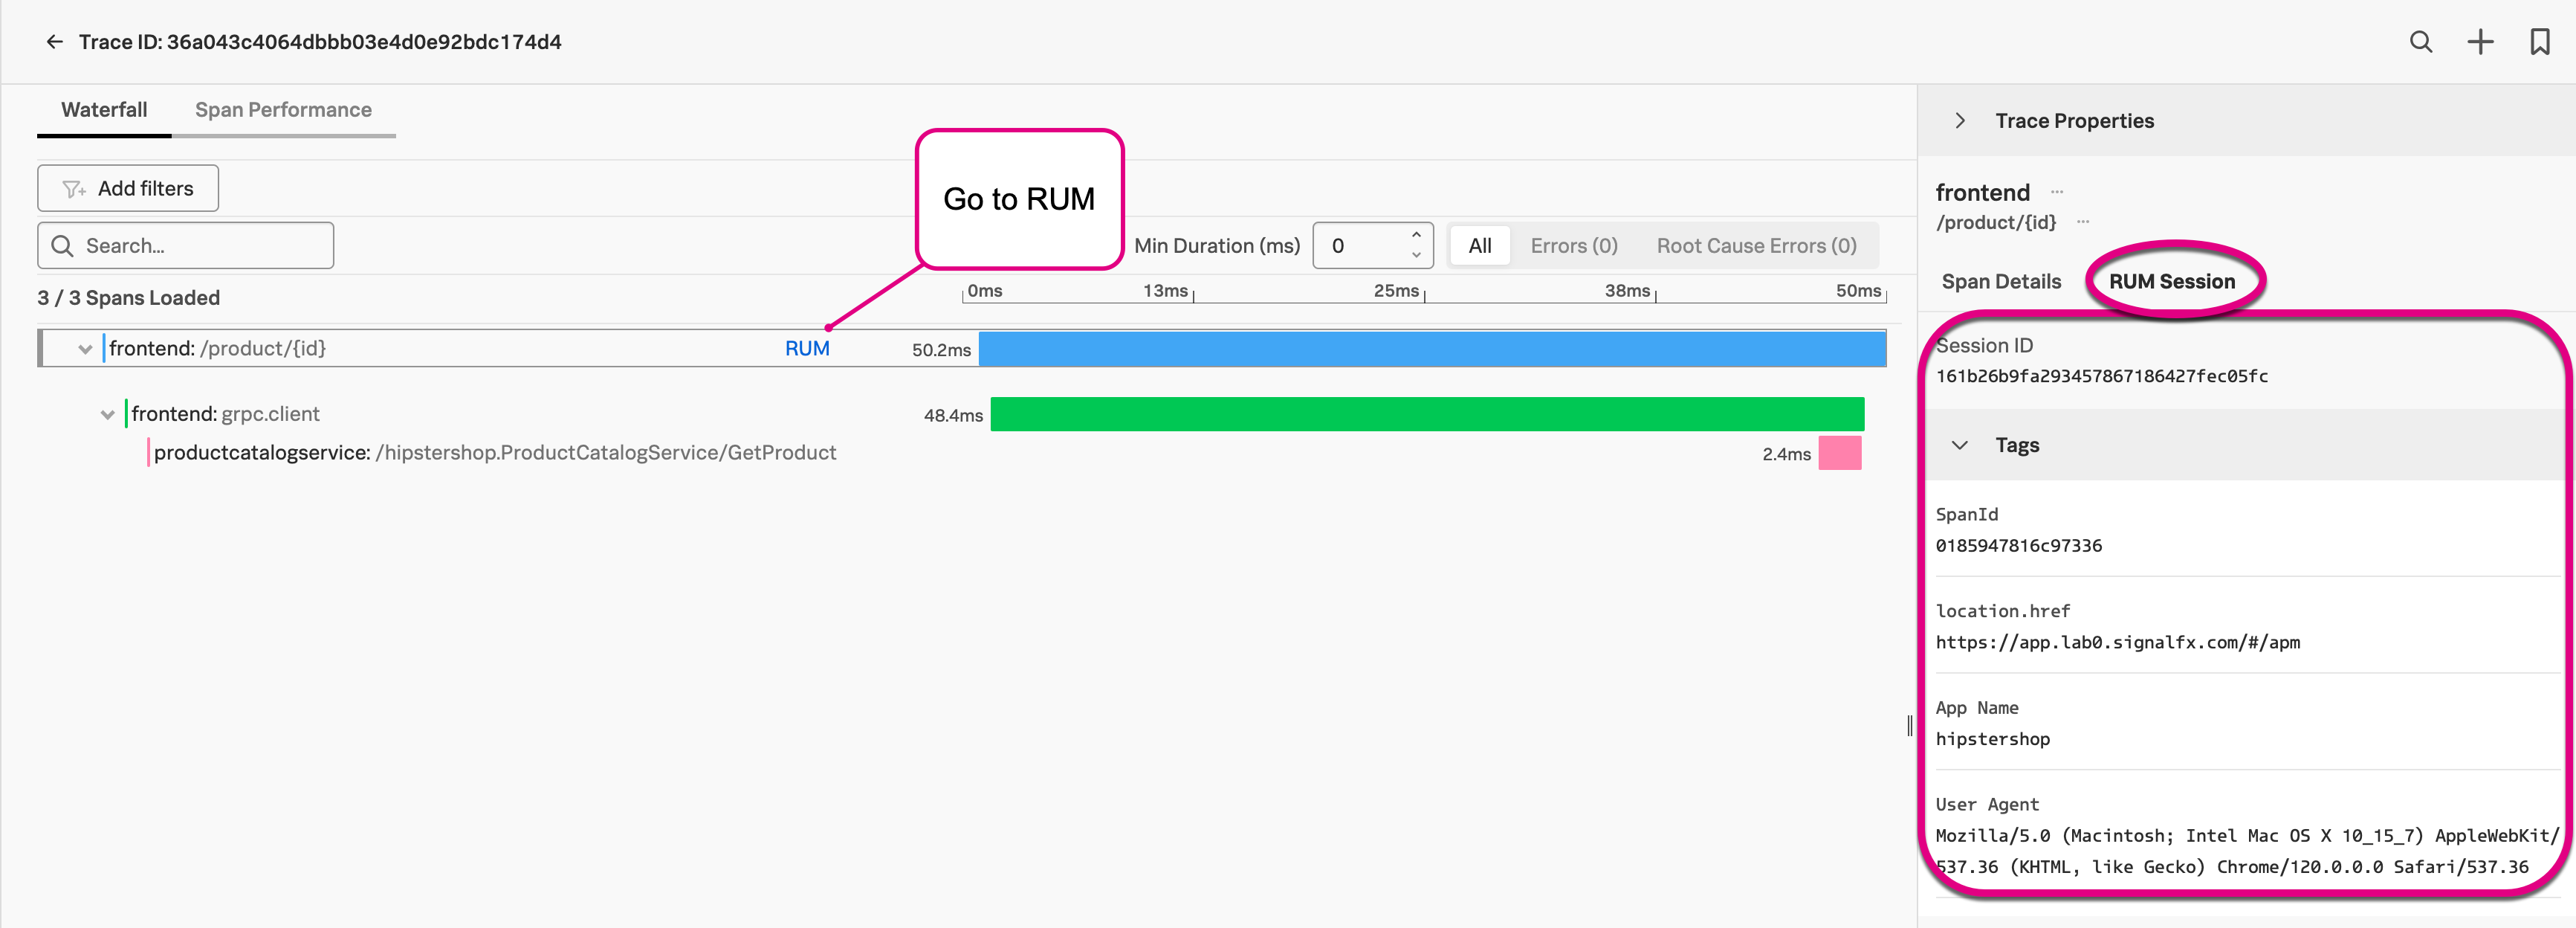 Trace ID: 36a043c4064dbbb03e4d0e92bdc174d4
Waterfall
Span Performance
Add filters
Go to RUM
Search...
Min Duration (ms)
0
All
Errors (0)
Root Cause Errors (0)
3 / 3 Spans Loaded
0ms
13ms
25ms
38ms
50ms
frontend: /product/{id}
RUM
50.2ms
frontend: grpc.client
48.4ms
productcatalogservice: /hipstershop.ProductCatalogService/GetProduct
2.4ms
Trace Properties
frontend ...
/product/{id} ...
Span Details
RUM Session
Session ID
161b26b9fa293457867186427fec05fc
Tags
SpanId
0185947816c97336
location.href
https://app.lab0.signalfx.com/#/apm
App Name
hipstershop
User Agent
Mozilla/5.0 (Macintosh; Intel Mac OS X 10_15_7) AppleWebKit/
537.36 (KHTML, like Gecko) Chrome/120.0.0.0 Safari/537.36